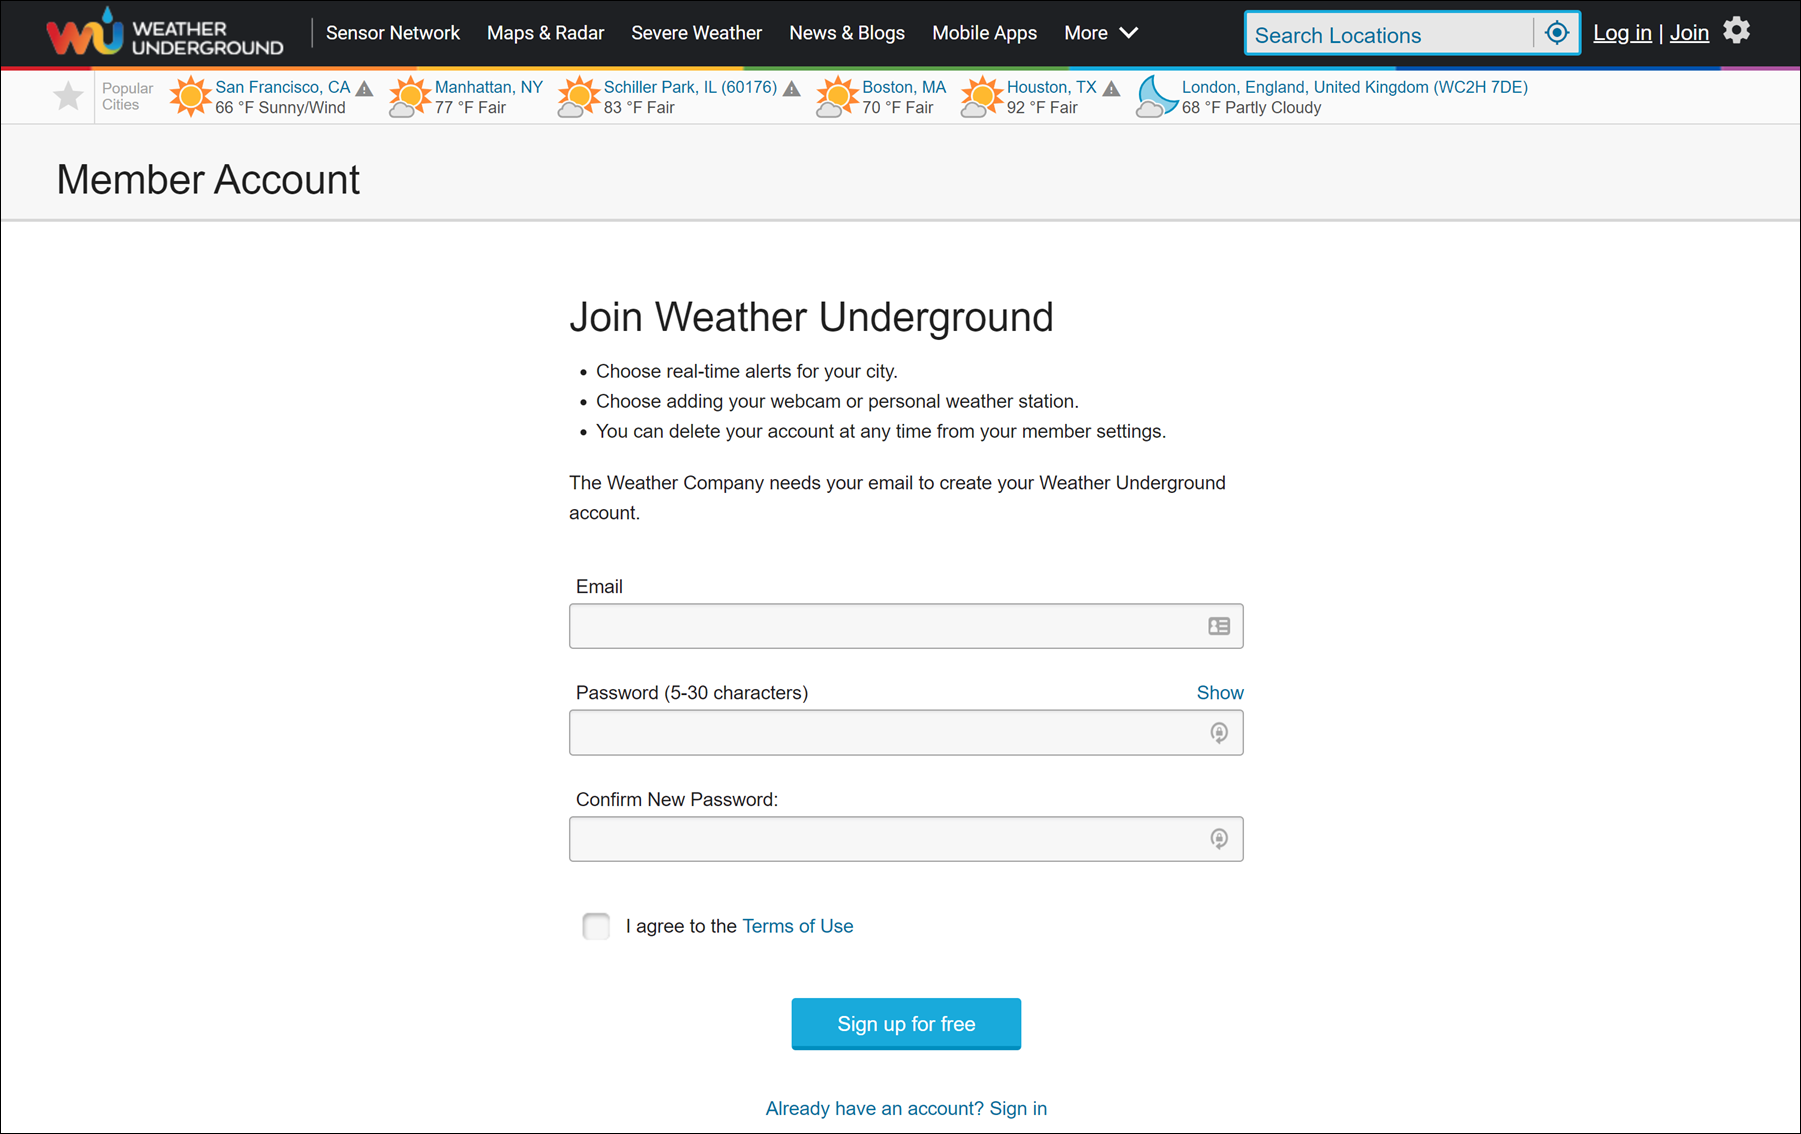 WEATHER
UNDERGROUND
Sensor Network Maps & Radar Severe Weather News & Blogs Mobile Apps More Search Locations Log in | Join
Popular
Cities
San Francisco, CA
66 °F Sunny/Wind
Manhattan, NY
77 °F Fair
Schiller Park, IL (60176)
83 °F Fair
Boston, MA
70 °F Fair
Houston, TX
92 °F Fair
London, England, United Kingdom (WC2H 7DE)
68 °F Partly Cloudy
Member Account
Join Weather Underground
• Choose real-time alerts for your city.
• Choose adding your webcam or personal weather station.
• You can delete your account at any time from your member settings.
The Weather Company needs your email to create your Weather Underground
account.
Email
Password (5-30 characters) Show
Confirm New Password:
I agree to the Terms of Use
Sign up for free
Already have an account? Sign in